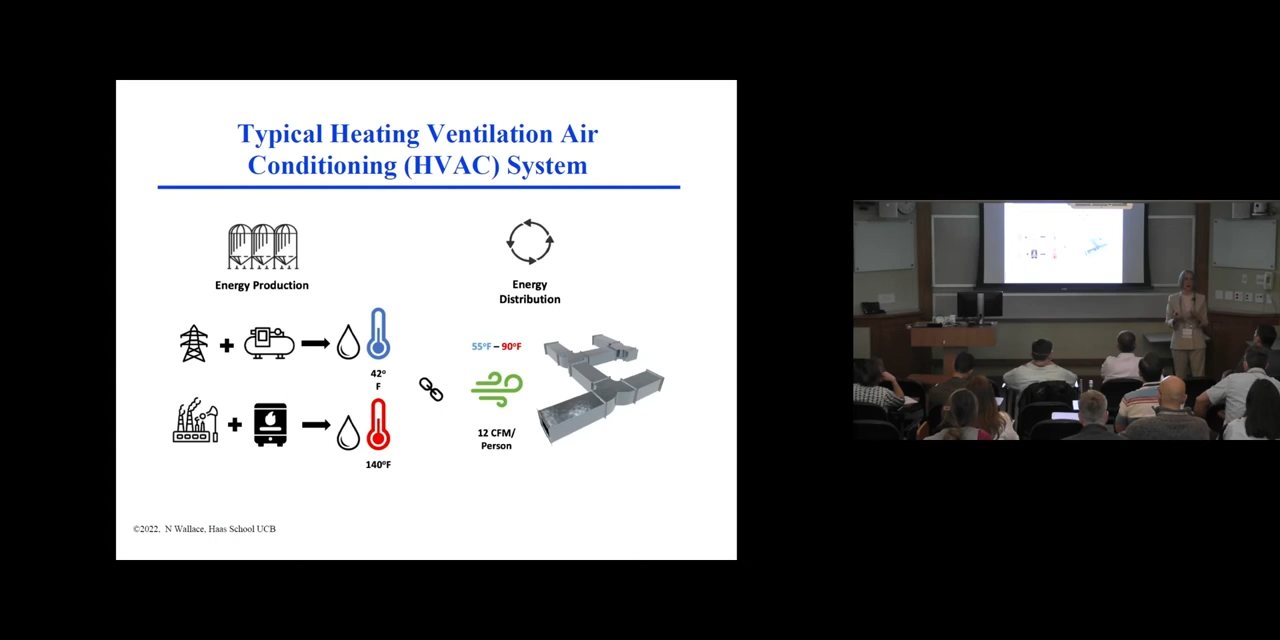 Typical Heating Ventilation Air
Conditioning (HVAC) System
Energy Production
Energy
Distribution
42°
F
140°F
55°F – 90°F
12 CFM/
Person
©2022, N Wallace, Haas School UCB